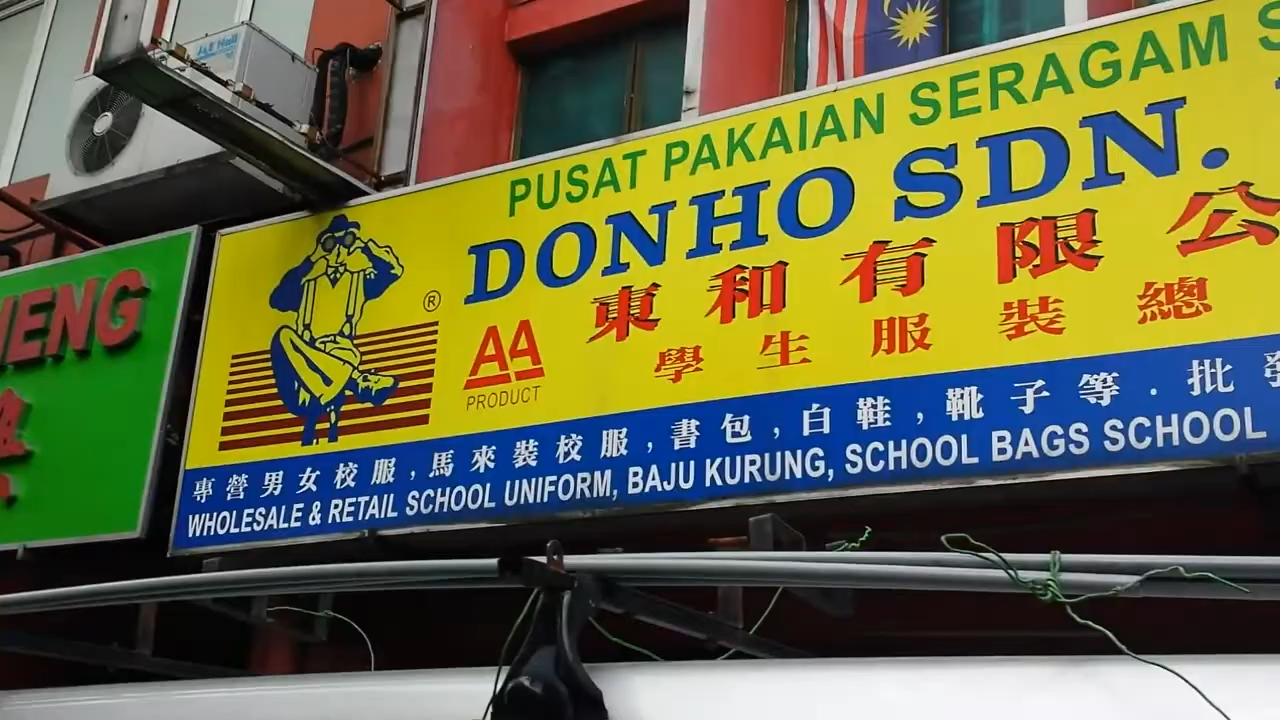 PUSAT PAKAIAN SERAGAM S
DONHO SDN.
東和有限公
®
AA
PRODUCT
學生服裝總
專營男女校服,馬來裝校服,書包,白鞋,靴子等.批發
WHOLESALE & RETAIL SCHOOL UNIFORM, BAJU KURUNG, SCHOOL BAGS SCHOOL
HENG